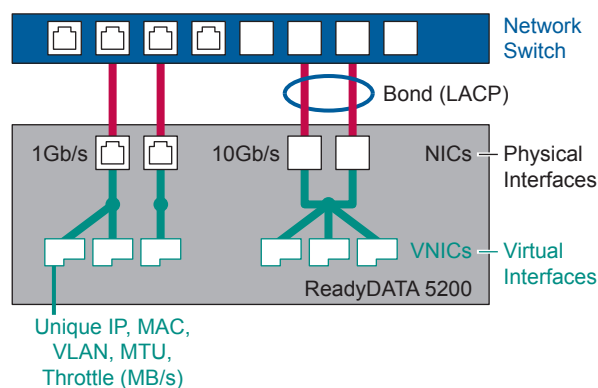 Network
Switch
Bond (LACP)
1Gb/s
10Gb/s
NICs
Physical
Interfaces
VNICs
Virtual
Interfaces
ReadyDATA 5200
Unique IP, MAC,
VLAN, MTU,
Throttle (MB/s)